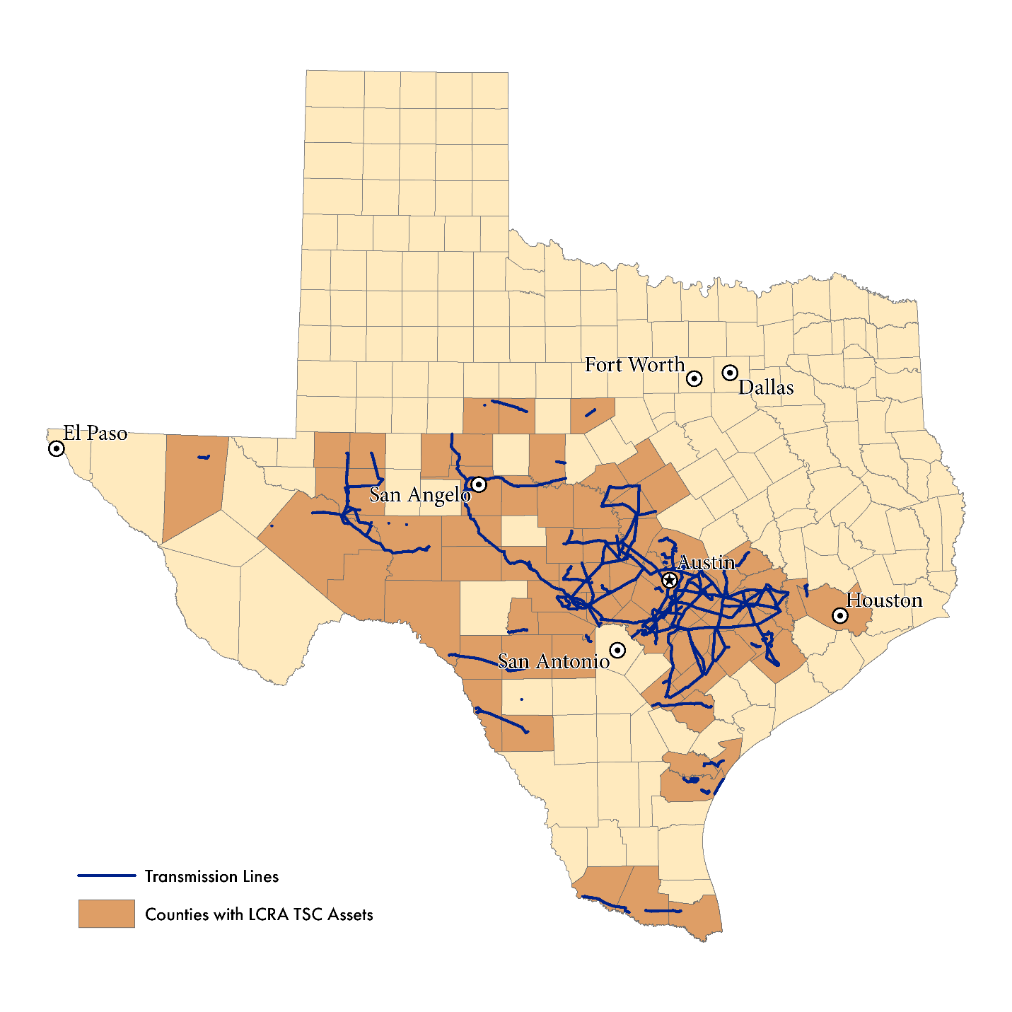 Fort Worth
Dallas
El Paso
San Angelo
Austin
Houston
San Antonio
Transmission Lines
Counties with LCRA TSC Assets